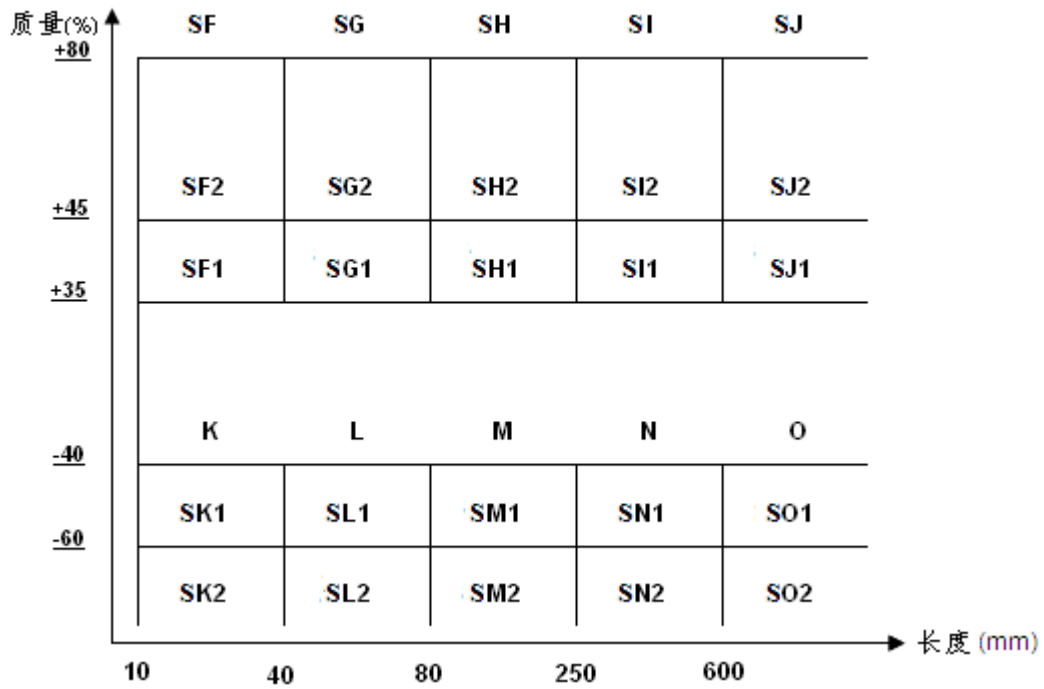 质量(%) SF SG SH SI SJ
+80
SF2 SG2 SH2 SI2 SJ2
+45
SF1 SG1 SH1 SI1 SJ1
+35
K L M N O
-40
SK1 SL1 SM1 SN1 SO1
-60
SK2 SL2 SM2 SN2 SO2
长度 (mm)
10 40 80 250 600